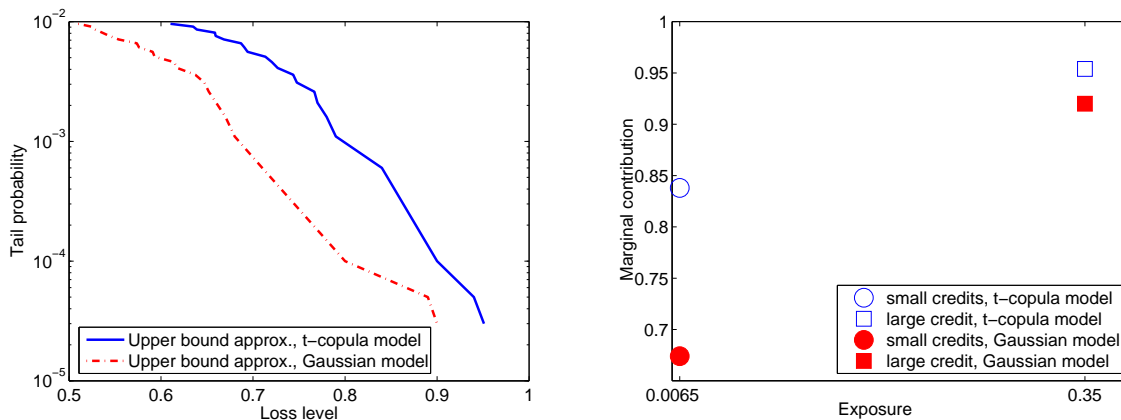 10⁻²
10⁻³
10⁻⁴
10⁻⁵
Tail probability
Upper bound approx., t−copula model
Upper bound approx., Gaussian model
0.5
0.6
0.7
0.8
0.9
1
Loss level
1
0.95
0.9
0.85
0.8
0.75
0.7
Marginal contribution
small credits, t−copula model
large credit, t−copula model
small credits, Gaussian model
large credit, Gaussian model
0.0065
0.35
Exposure